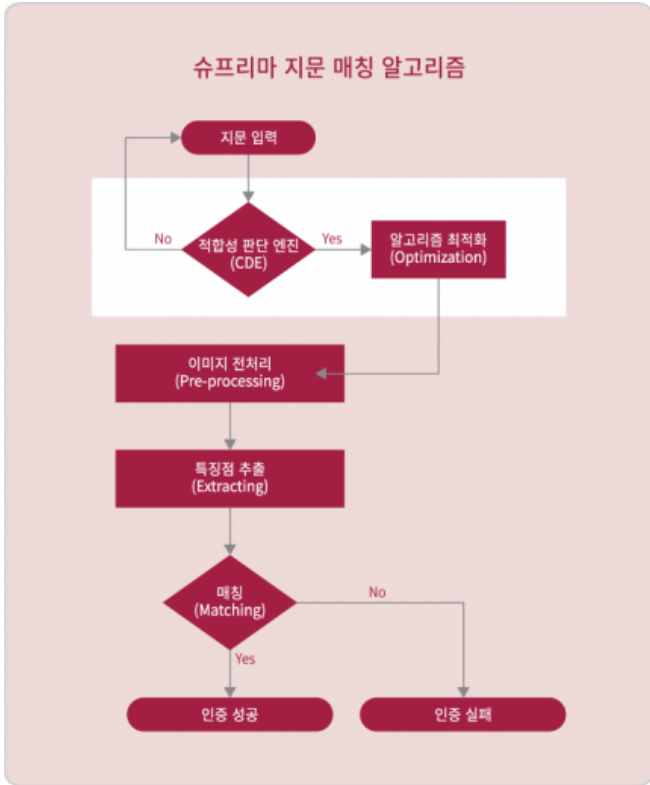 슈프리마 지문 매칭 알고리즘
지문 입력
No
적합성 판단 엔진
(CDE)
Yes
알고리즘 최적화
(Optimization)
이미지 전처리
(Pre-processing)
특징점 추출
(Extracting)
매칭
(Matching)
No
Yes
인증 성공
인증 실패